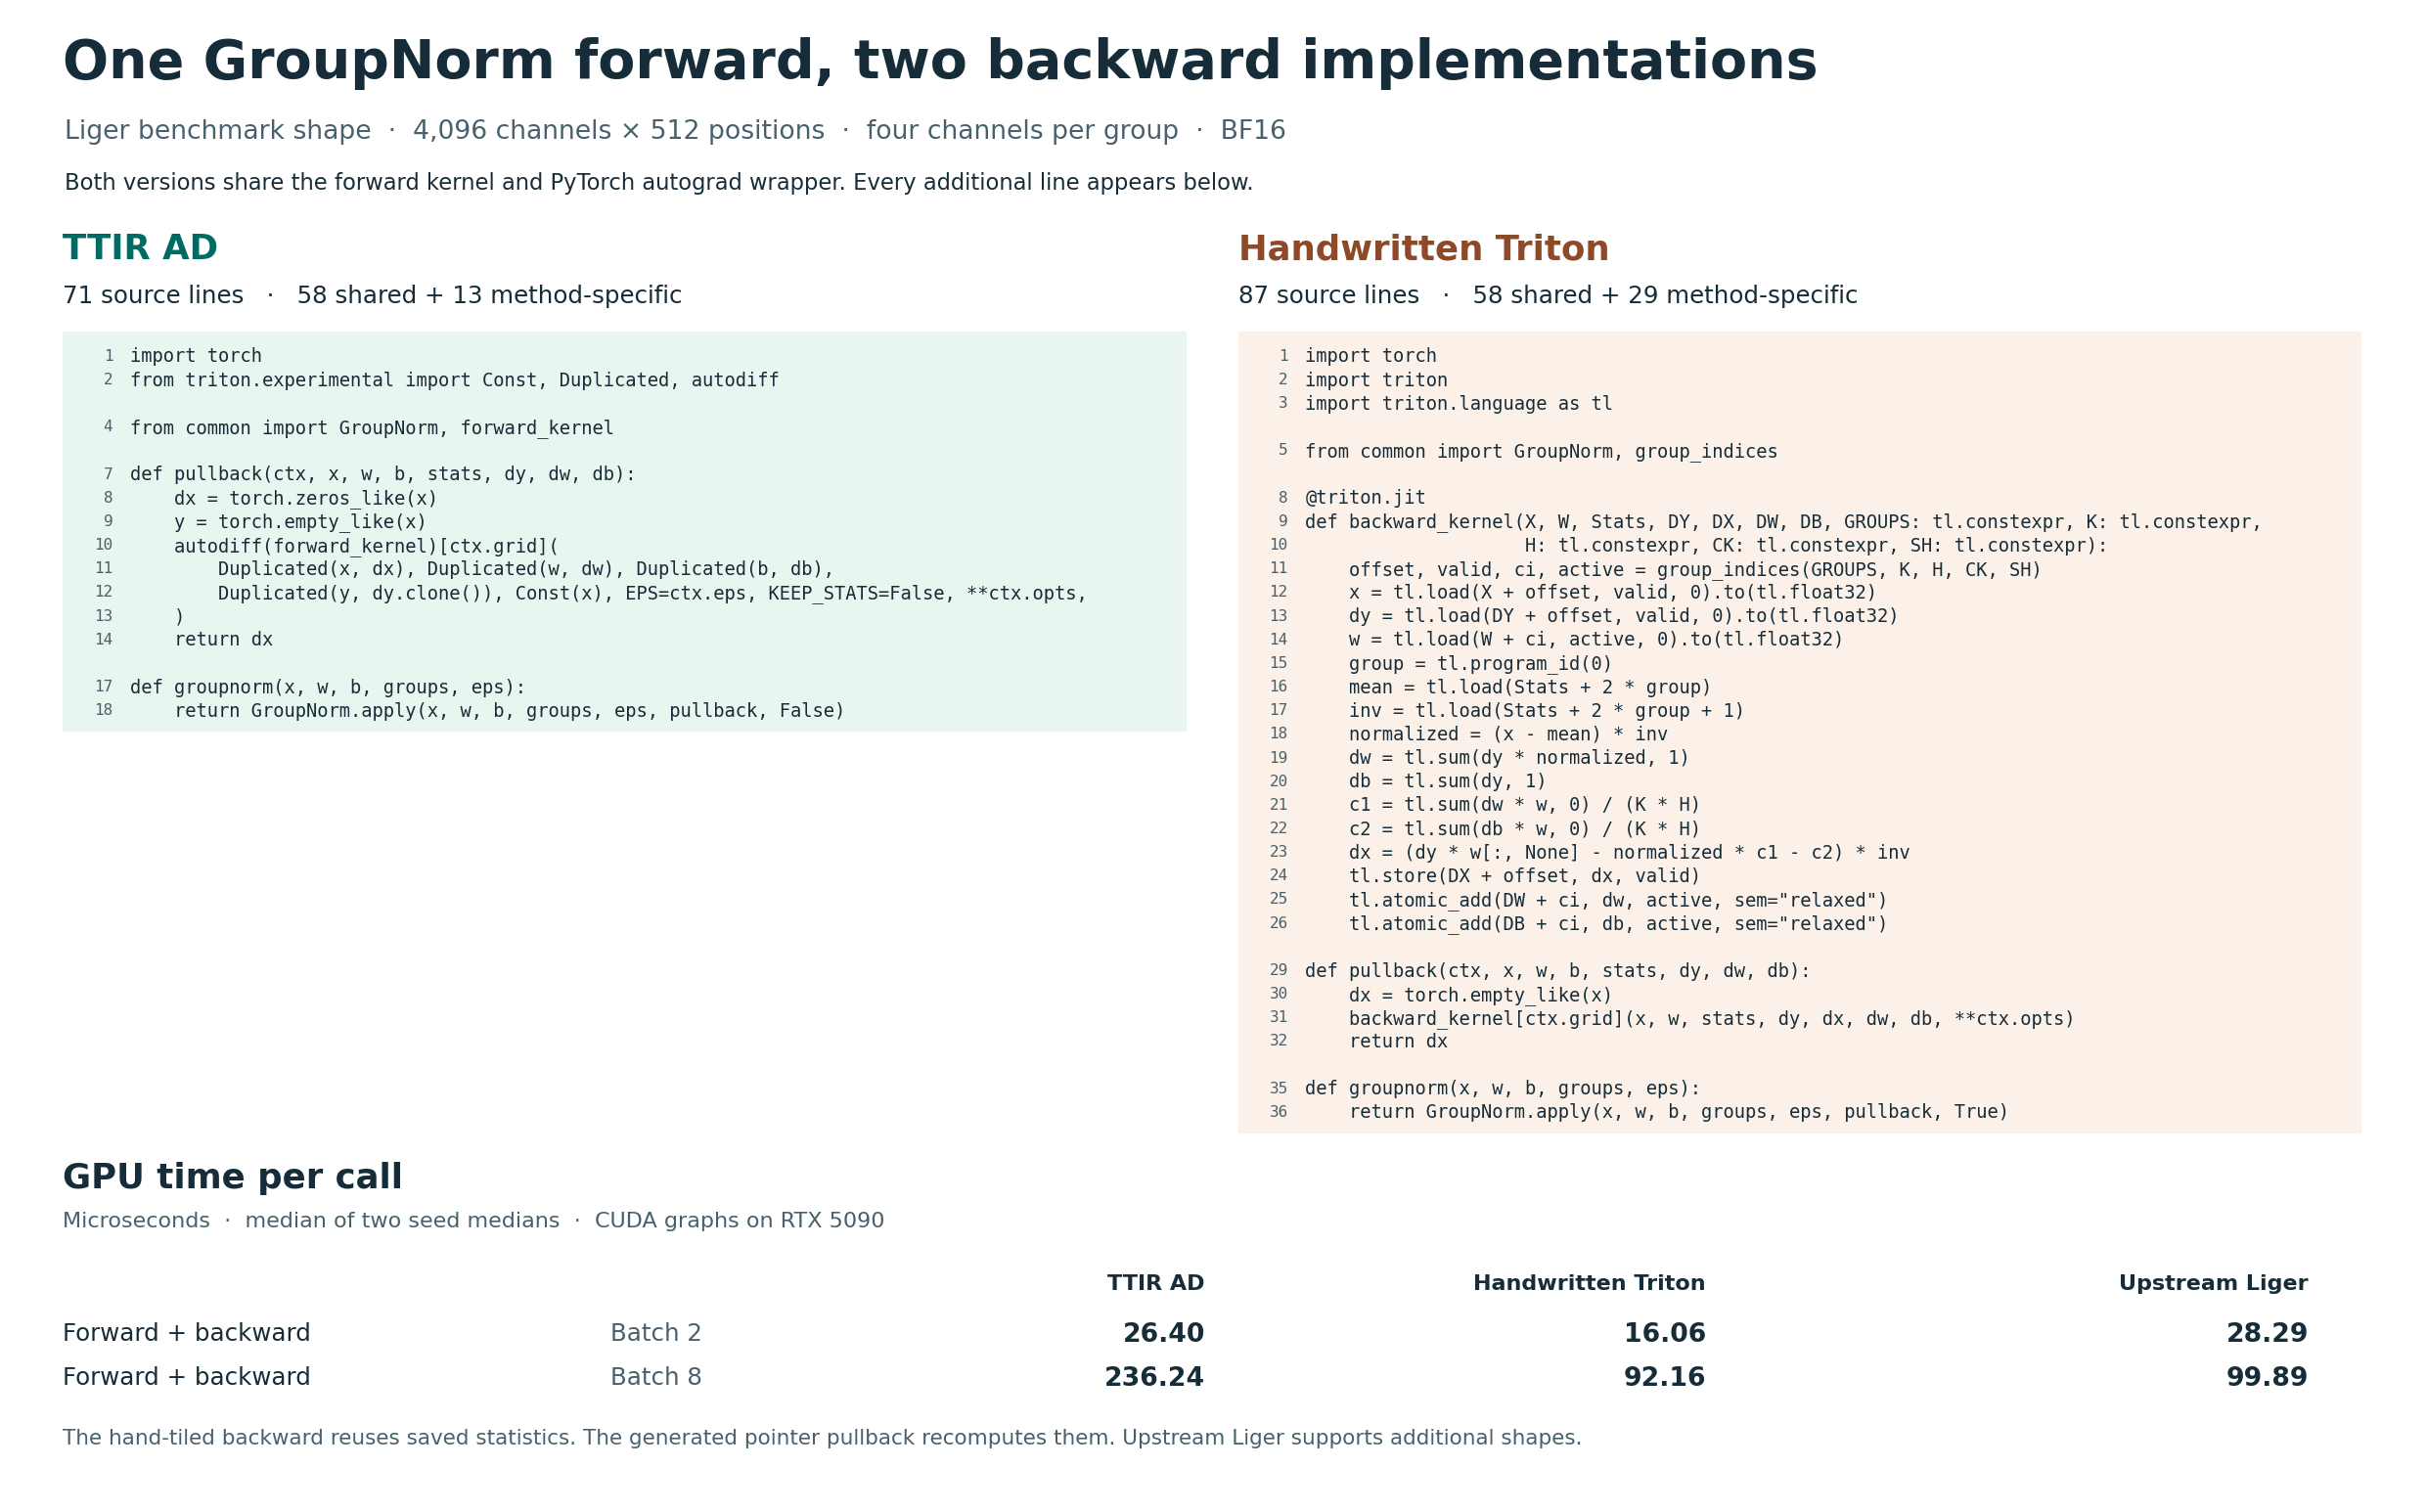 One GroupNorm forward, two backward implementations
Liger benchmark shape · 4,096 channels × 512 positions · four channels per group · BF16
Both versions share the forward kernel and PyTorch autograd wrapper. Every additional line appears below.
TTIR AD
71 source lines · 58 shared + 13 method-specific
1 import torch
2 from triton.experimental import Const, Duplicated, autodiff
4 from common import GroupNorm, forward_kernel
7 def pullback(ctx, x, w, b, stats, dy, dw, db):
8     dx = torch.zeros_like(x)
9     y = torch.empty_like(x)
10     autodiff(forward_kernel)[ctx.grid](
11         Duplicated(x, dx), Duplicated(w, dw), Duplicated(b, db),
12         Duplicated(y, dy.clone()), Const(x), EPS=ctx.eps, KEEP_STATS=False, **ctx.opts,
13     )
14     return dx
17 def groupnorm(x, w, b, groups, eps):
18     return GroupNorm.apply(x, w, b, groups, eps, pullback, False)
Handwritten Triton
87 source lines · 58 shared + 29 method-specific
1 import torch
2 import triton
3 import triton.language as tl
5 from common import GroupNorm, group_indices
8 @triton.jit
9 def backward_kernel(X, W, Stats, DY, DX, DW, DB, GROUPS: tl.constexpr, K: tl.constexpr,
10                     H: tl.constexpr, CK: tl.constexpr, SH: tl.constexpr):
11     offset, valid, ci, active = group_indices(GROUPS, K, H, CK, SH)
12     x = tl.load(X + offset, valid, 0).to(tl.float32)
13     dy = tl.load(DY + offset, valid, 0).to(tl.float32)
14     w = tl.load(W + ci, active, 0).to(tl.float32)
15     group = tl.program_id(0)
16     mean = tl.load(Stats + 2 * group)
17     inv = tl.load(Stats + 2 * group + 1)
18     normalized = (x - mean) * inv
19     dw = tl.sum(dy * normalized, 1)
20     db = tl.sum(dy, 1)
21     c1 = tl.sum(dw * w, 0) / (K * H)
22     c2 = tl.sum(db * w, 0) / (K * H)
23     dx = (dy * w[:, None] - normalized * c1 - c2) * inv
24     tl.store(DX + offset, dx, valid)
25     tl.atomic_add(DW + ci, dw, active, sem="relaxed")
26     tl.atomic_add(DB + ci, db, active, sem="relaxed")
29 def pullback(ctx, x, w, b, stats, dy, dw, db):
30     dx = torch.empty_like(x)
31     backward_kernel[ctx.grid](x, w, stats, dy, dx, dw, db, **ctx.opts)
32     return dx
35 def groupnorm(x, w, b, groups, eps):
36     return GroupNorm.apply(x, w, b, groups, eps, pullback, True)
GPU time per call
Microseconds · median of two seed medians · CUDA graphs on RTX 5090
TTIR AD Handwritten Triton Upstream Liger
Forward + backward Batch 2 26.40 16.06 28.29
Forward + backward Batch 8 236.24 92.16 99.89
The hand-tiled backward reuses saved statistics. The generated pointer pullback recomputes them. Upstream Liger supports additional shapes.